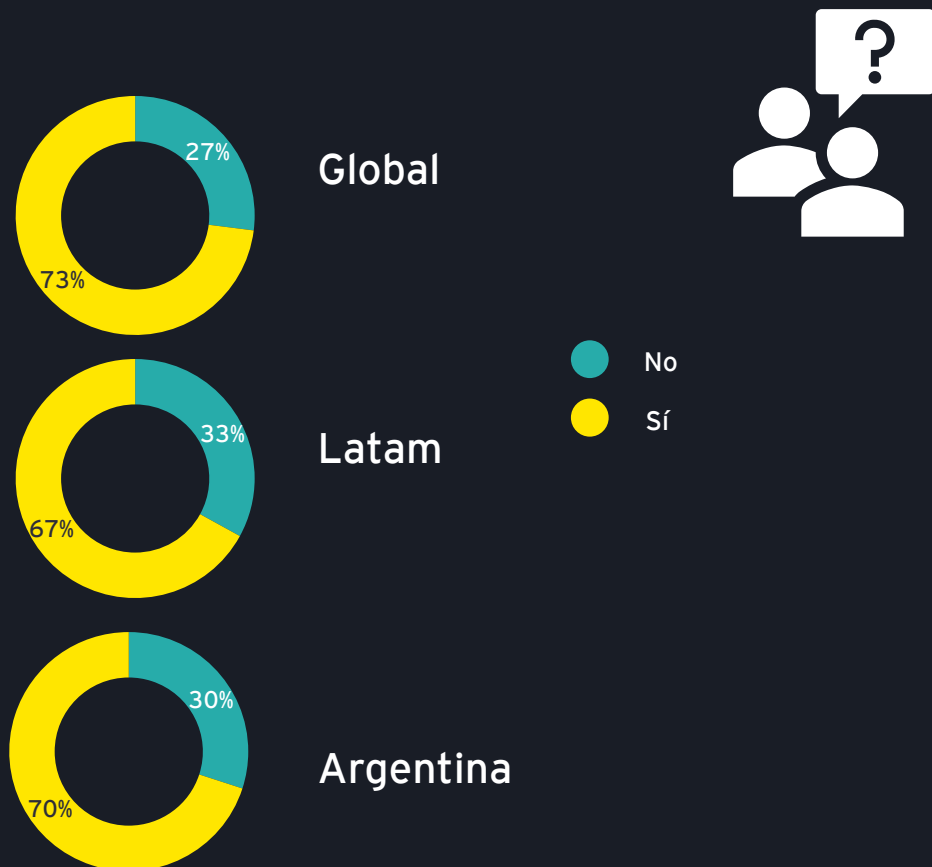 ?
27%
Global
73%
No
Sí
33%
Latam
67%
30%
Argentina
70%